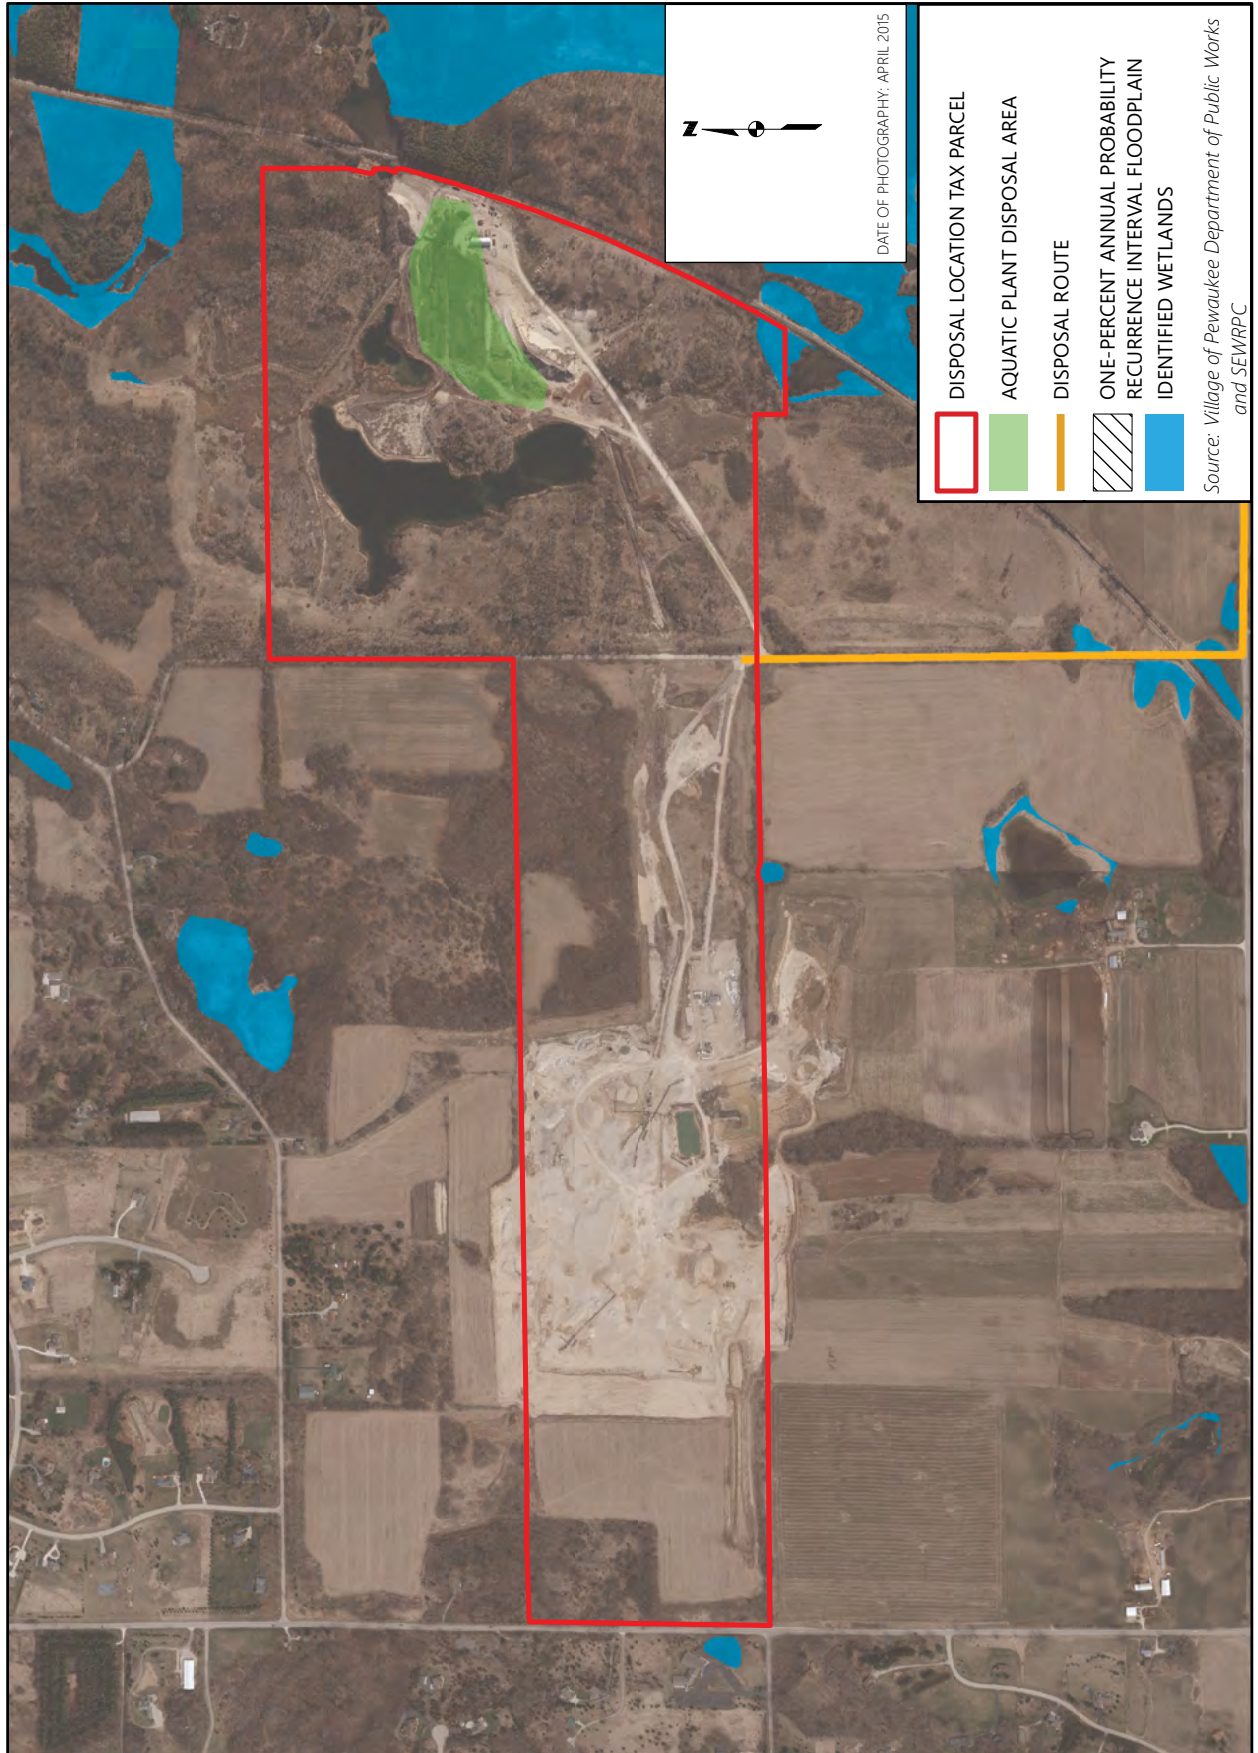 N
DATE OF PHOTOGRAPHY: APRIL 2015
DISPOSAL LOCATION TAX PARCEL
AQUATIC PLANT DISPOSAL AREA
DISPOSAL ROUTE
ONE-PERCENT ANNUAL PROBABILITY
RECURRENCE INTERVAL FLOODPLAIN
IDENTIFIED WETLANDS
Source: Village of Pewaukee Department of Public Works
and SEWRPC